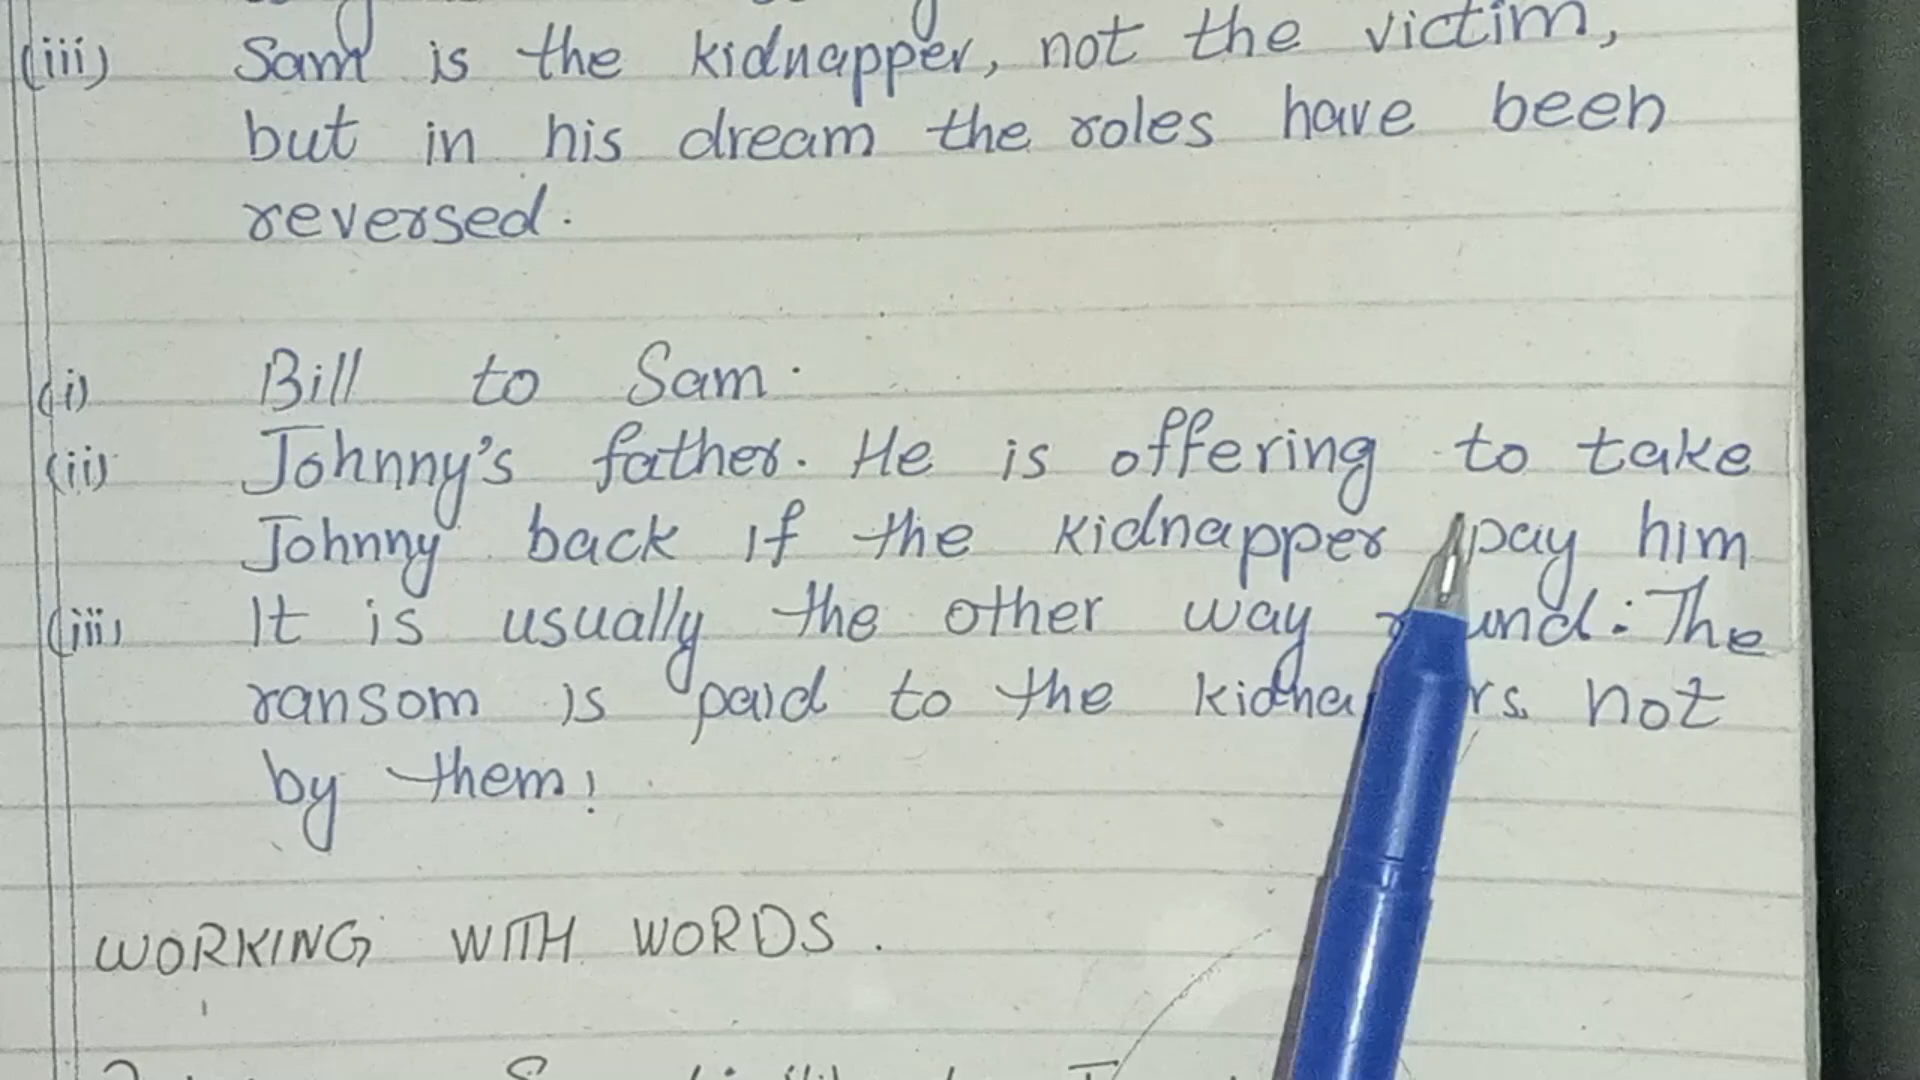 (iii) Sam is the kidnapper, not the victim,
but in his dream the roles have been
reversed.
(i) Bill to Sam.
(ii) Johnny's father. He is offering to take
Johnny back if the kidnapper pay him
(iii) It is usually the other way round: The
ransom is paid to the kidnappers not
by them!
WORKING WITH WORDS.